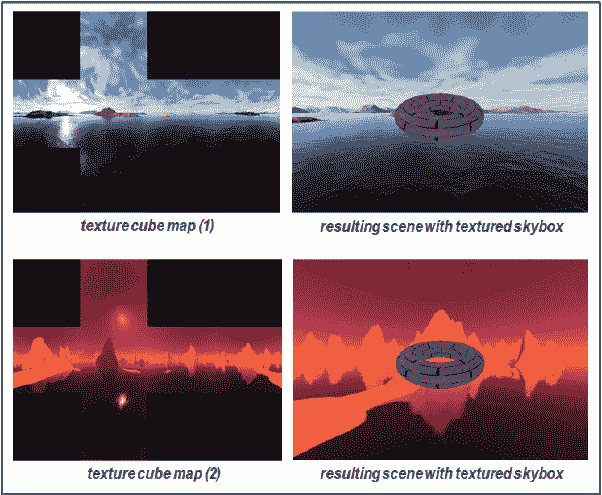 texture cube map (1)
resulting scene with textured skybox
texture cube map (2)
resulting scene with textured skybox